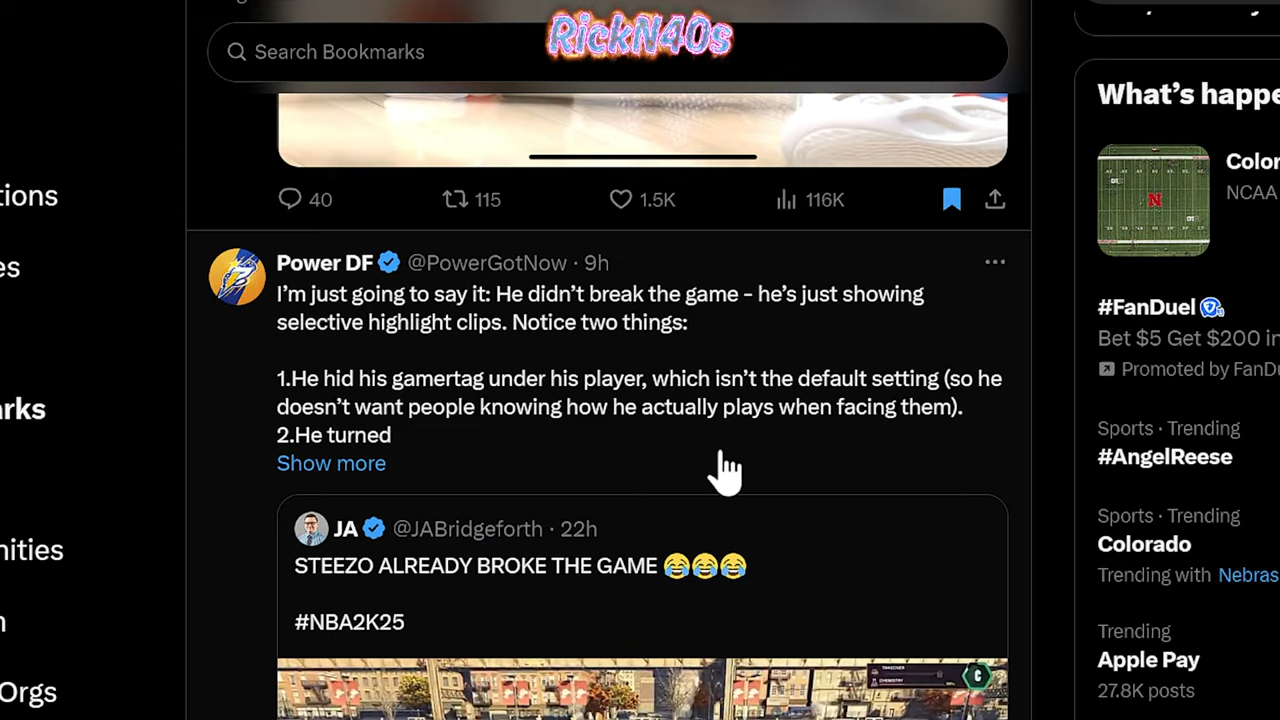 RickN40s
Search Bookmarks
40
115
1.5K
116K
Power DF @PowerGotNow · 9h
I'm just going to say it: He didn't break the game - he's just showing
selective highlight clips. Notice two things:
1.He hid his gamertag under his player, which isn't the default setting (so he
doesn't want people knowing how he actually plays when facing them).
2.He turned
Show more
JA @JABridgeforth · 22h
STEEZO ALREADY BROKE THE GAME 😂😂😂
#NBA2K25
C
tions
es
rks
nities
n
Orgs
What's happe
N
Color
NCAA
#FanDuel
Bet $5 Get $200 in
Promoted by FanDu
Sports · Trending
#AngelReese
Sports · Trending
Colorado
Trending with Nebras
Trending
Apple Pay
27.8K posts